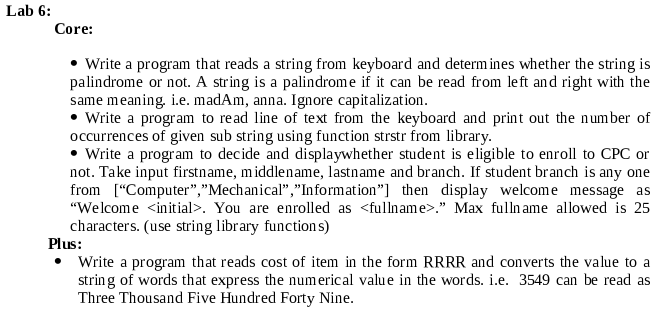 Lab 6:
Core:
• Write a program that reads a string from keyboard and determines whether the string is
palindrome or not. A string is a palindrome if it can be read from left and right with the
same meaning. i.e. madAm, anna. Ignore capitalization.
• Write a program to read line of text from the keyboard and print out the number of
occurrences of given sub string using function strstr from library.
• Write a program to decide and displaywhether student is eligible to enroll to CPC or
not. Take input firstname, middlename, lastname and branch. If student branch is any one
from [“Computer”,”Mechanical”,”Information”] then display welcome message as
“Welcome <initial>. You are enrolled as <fullname>.” Max fullname allowed is 25
characters. (use string library functions)
Plus:
• Write a program that reads cost of item in the form RRRR and converts the value to a
string of words that express the numerical value in the words. i.e. 3549 can be read as
Three Thousand Five Hundred Forty Nine.